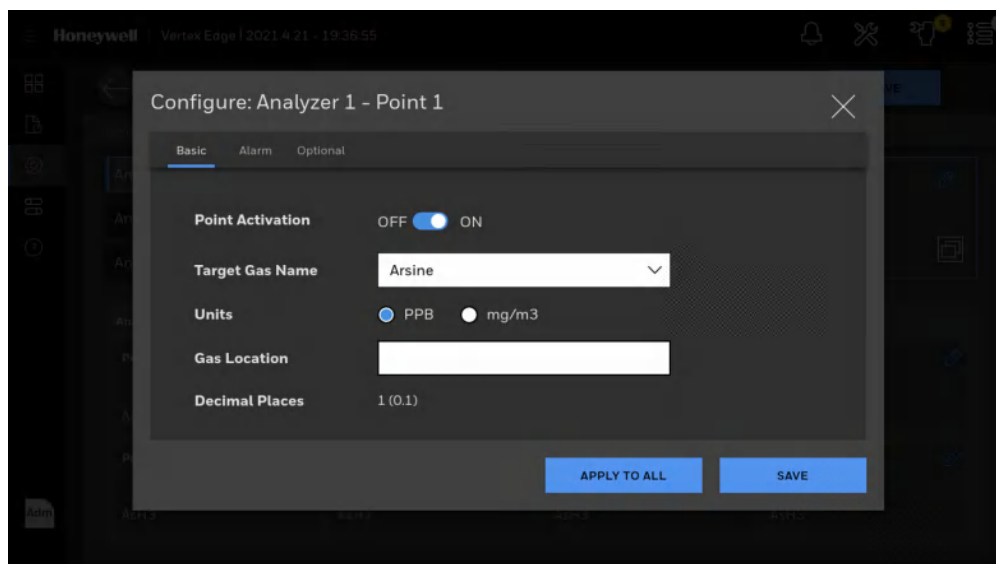 Honeywell | Vertex Edge | 2021.4.21 - 19:36:55
Configure: Analyzer 1 - Point 1
Basic Alarm Optional
Point Activation OFF ON
Target Gas Name Arsine
Units PPB mg/m3
Gas Location
Decimal Places 1 (0.1)
APPLY TO ALL SAVE
Adm